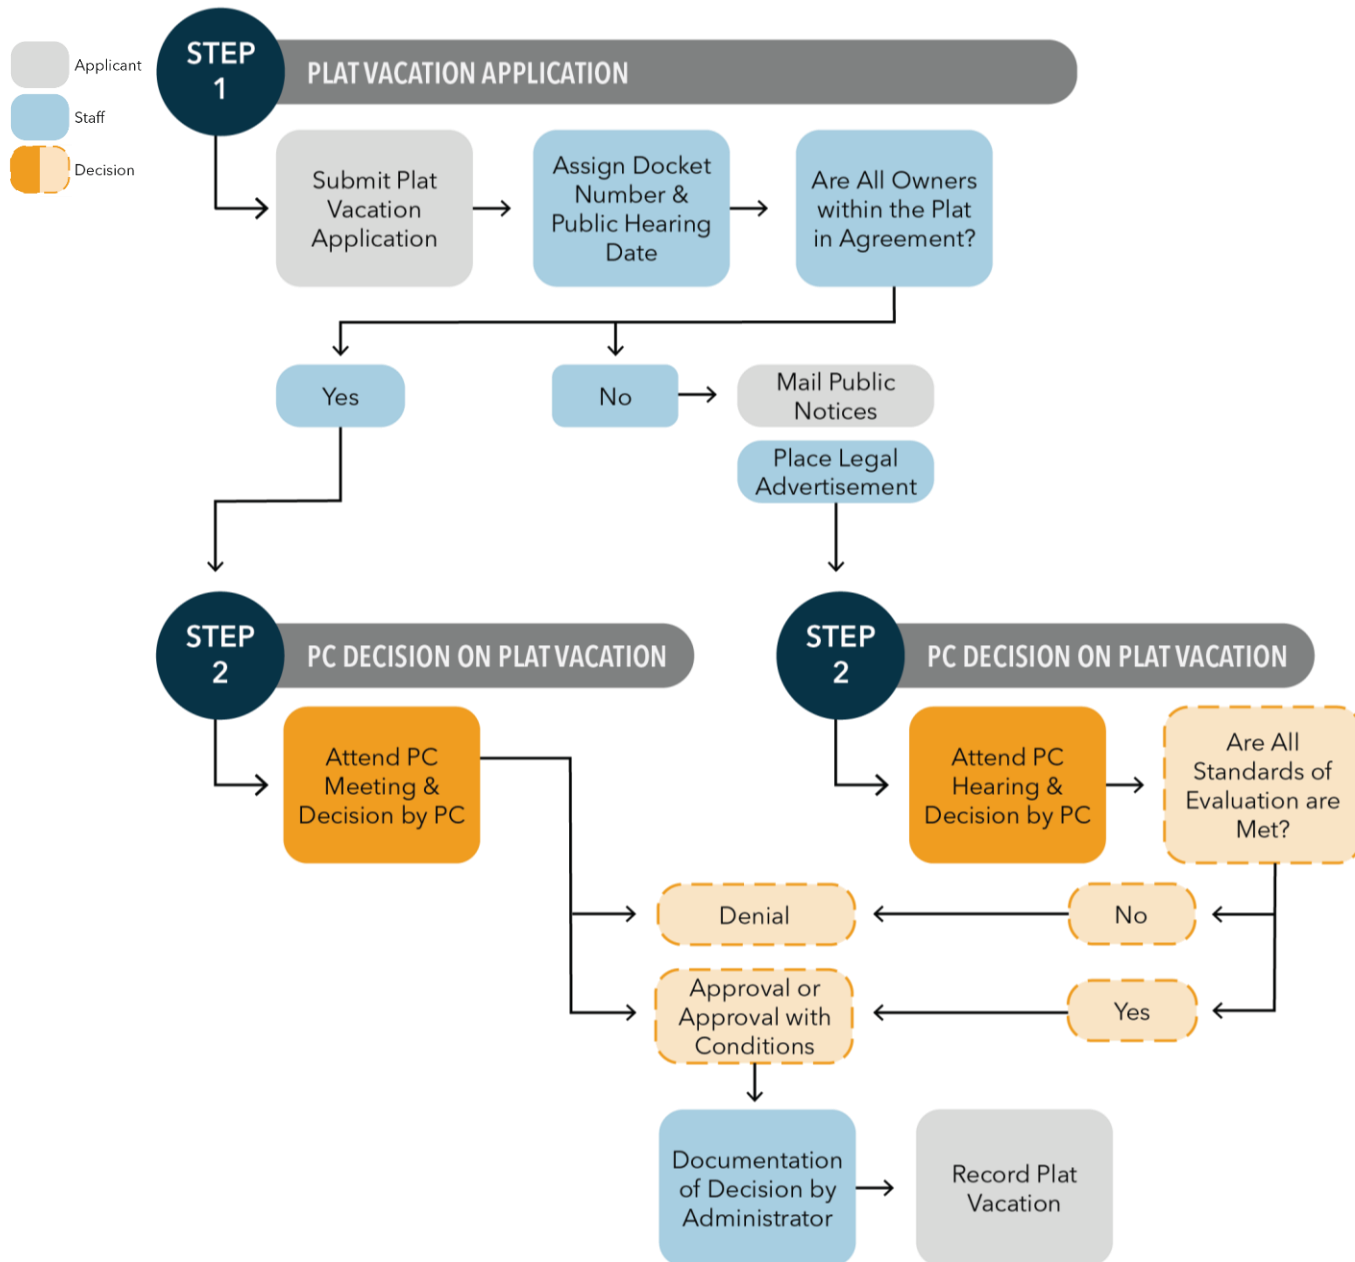 Applicant
Staff
Decision
STEP
1
PLAT VACATION APPLICATION
Submit Plat
Vacation
Application
Assign Docket
Number &
Public Hearing
Date
Are All Owners
within the Plat
in Agreement?
Yes
No
Mail Public
Notices
Place Legal
Advertisement
STEP
2
PC DECISION ON PLAT VACATION
STEP
2
PC DECISION ON PLAT VACATION
Attend PC
Meeting &
Decision by PC
Attend PC
Hearing &
Decision by PC
Are All
Standards of
Evaluation are
Met?
Denial
No
Approval or
Approval with
Conditions
Yes
Documentation
of Decision by
Administrator
Record Plat
Vacation